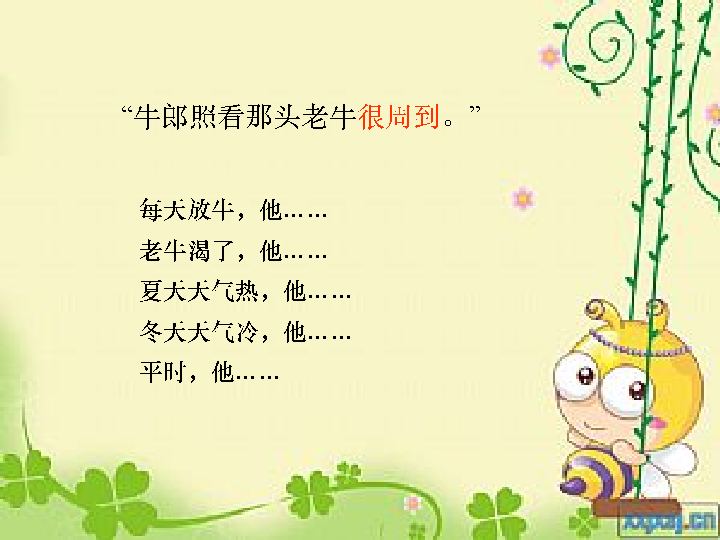 “牛郎照看那头老牛很周到。”
每天放牛，他……
老牛渴了，他……
夏天天气热，他……
冬天天气冷，他……
平时，他……